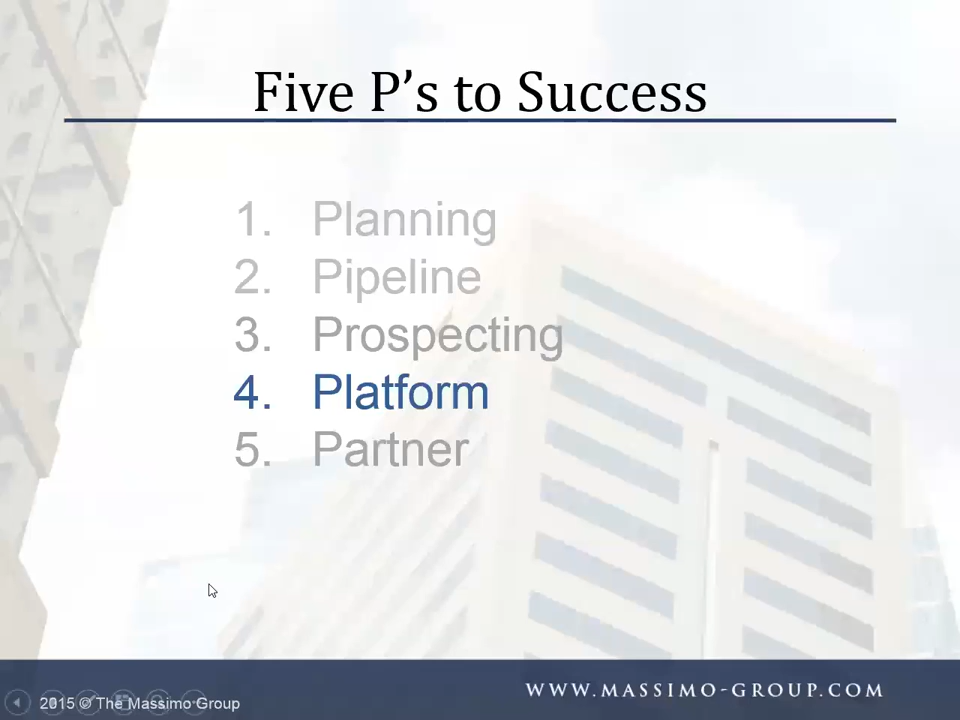 Five P’s to Success
1. Planning
2. Pipeline
3. Prospecting
4. Platform
5. Partner
2015 © The Massimo Group
WWW.MASSIMO-GROUP.COM